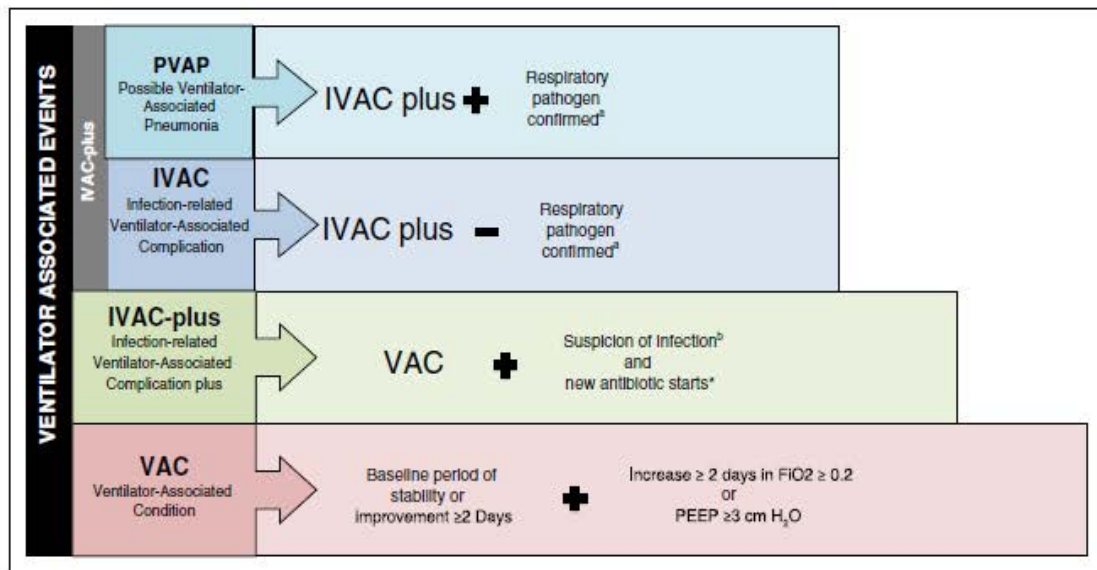 VENTILATOR ASSOCIATED EVENTS
IVAC-plus
PVAP
Possible Ventilator-
Associated
Pneumonia
IVAC plus + Respiratory
pathogen
confirmedᵃ
IVAC
Infection-related
Ventilator-Associated
Complication
IVAC plus - Respiratory
pathogen
confirmedᵃ
IVAC-plus
Infection-related
Ventilator-Associated
Complication plus
VAC + Suspicion of infectionᵇ
and
new antibiotic starts*
VAC
Ventilator-Associated
Condition
Baseline period of
stability or
improvement ≥2 Days
+
Increase ≥ 2 days in FiO2 ≥ 0.2
or
PEEP ≥3 cm H₂O